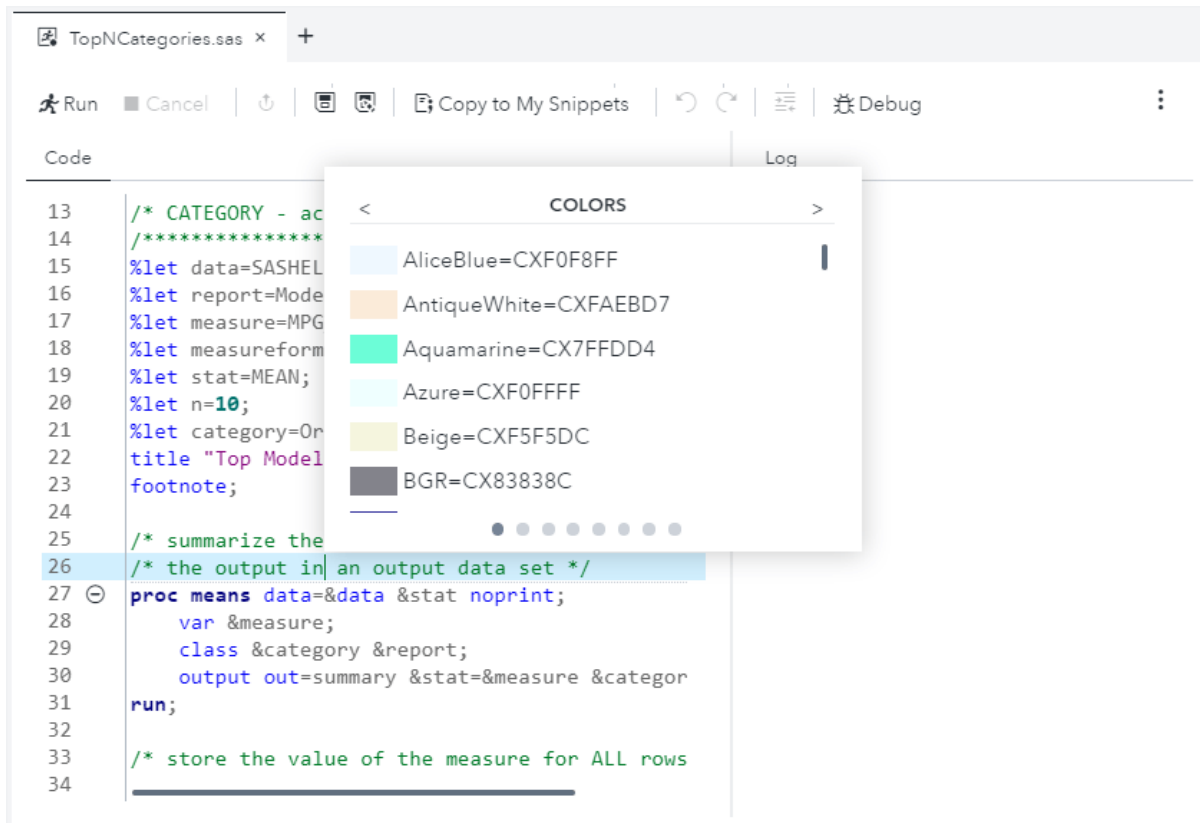 TopNCategories.sas × +
Run Cancel Copy to My Snippets Debug
Code Log
13 /* CATEGORY - ac
14 /***************
15 %let data=SASHEL
16 %let report=Mode
17 %let measure=MPG
18 %let measureform
19 %let stat=MEAN;
20 %let n=10;
21 %let category=Or
22 title "Top Model
23 footnote;
24
25 /* summarize the
26 /* the output in an output data set */
27 proc means data=&data &stat noprint;
28 var &measure;
29 class &category &report;
30 output out=summary &stat=&measure &categor
31 run;
32
33 /* store the value of the measure for ALL rows
34
< COLORS >
AliceBlue=CXF0F8FF
AntiqueWhite=CXFAEBD7
Aquamarine=CX7FFDD4
Azure=CXF0FFFF
Beige=CXF5F5DC
BGR=CX83838C